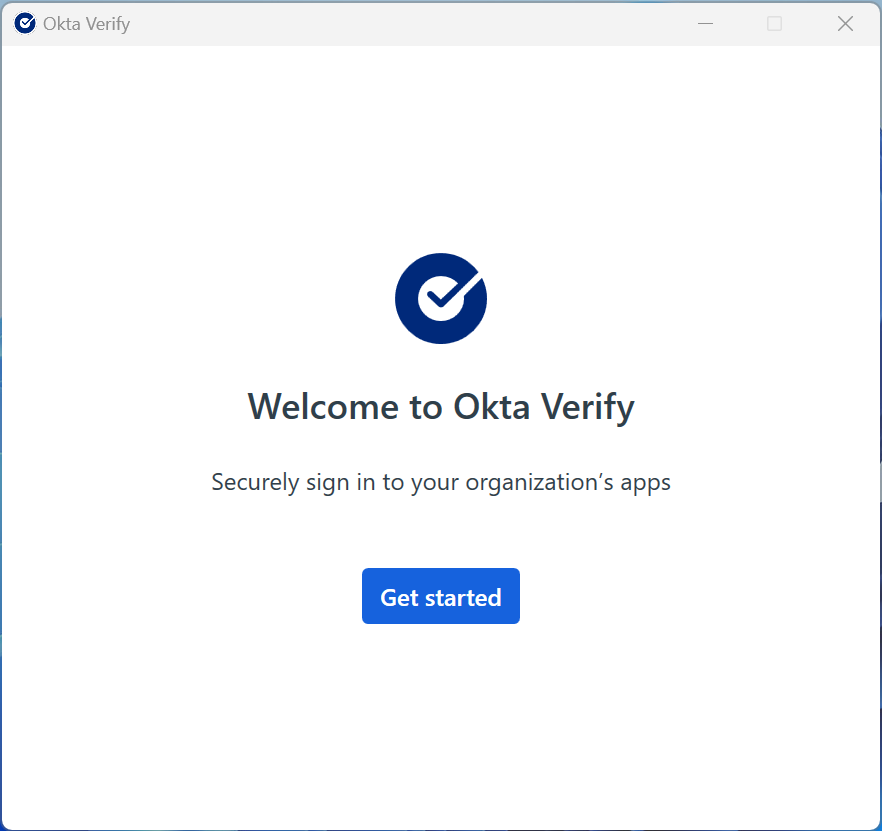 Okta Verify
Welcome to Okta Verify
Securely sign in to your organization’s apps
Get started